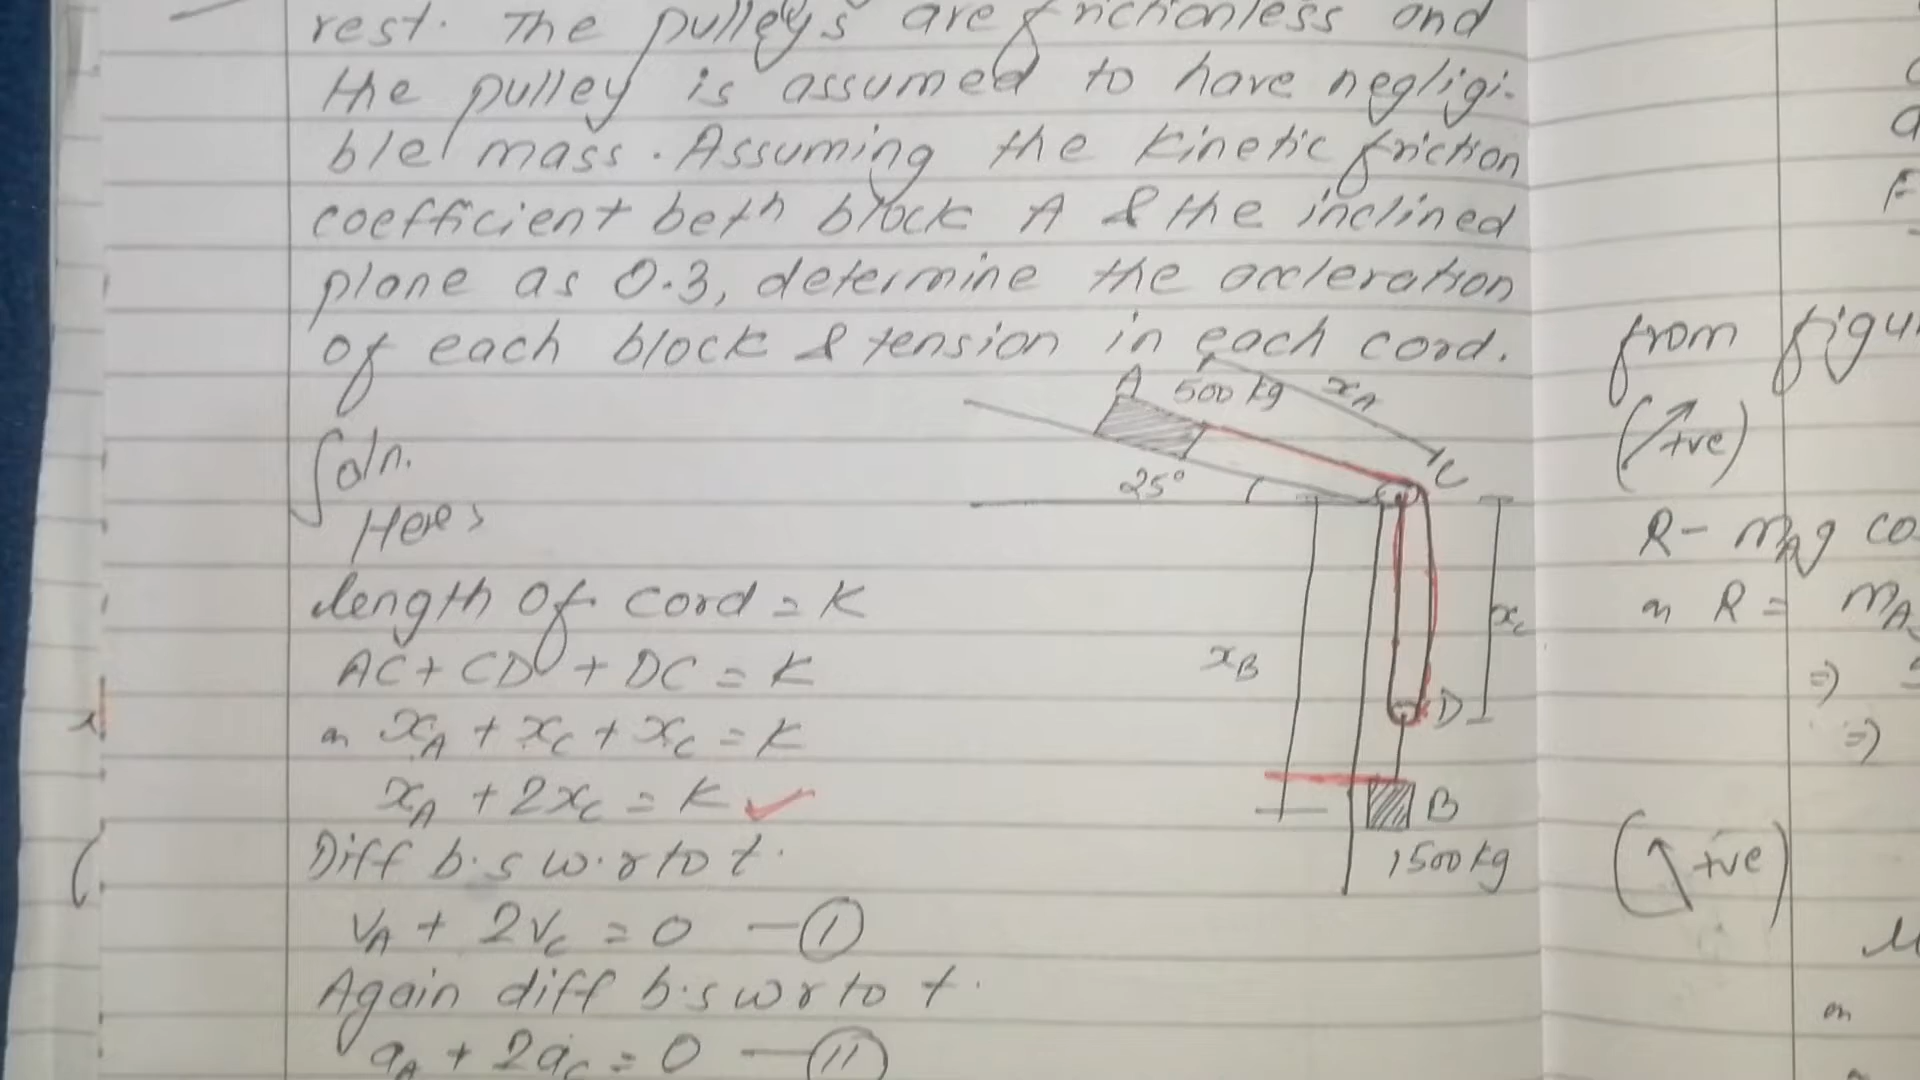 rest. The pulleys are frictionless and
the pulley is assumed to have negligi-
ble mass. Assuming the kinetic friction
coefficient betn block A & the inclined
plane as 0.3, determine the accleration
of each block & tension in each cord.
A 500 kg xA
C
25°
Soln.
Here,
length of cord = K
AC + CD + DC = K
xA + xC + xC = K
xA + 2xC = K
xB
xC
D
B
1500 kg
Diff b.s w.r to t.
vA + 2vC = 0 — (I)
Again diff b.s w r to t.
aA + 2aC = 0 — (II)
from figu
(↗ +ve)
R - mAg co
R = mA
⇒
⇒
(↖ +ve)